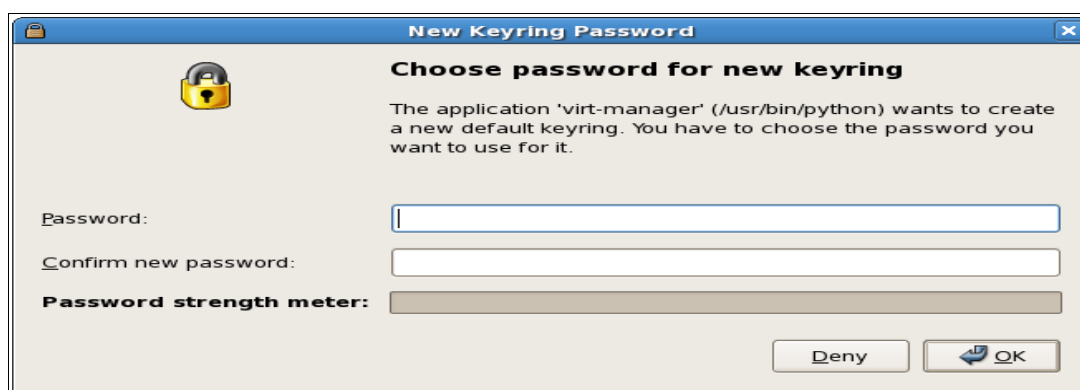 New Keyring Password
Choose password for new keyring
The application 'virt-manager' (/usr/bin/python) wants to create
a new default keyring. You have to choose the password you
want to use for it.
Password:
Confirm new password:
Password strength meter:
Deny
OK